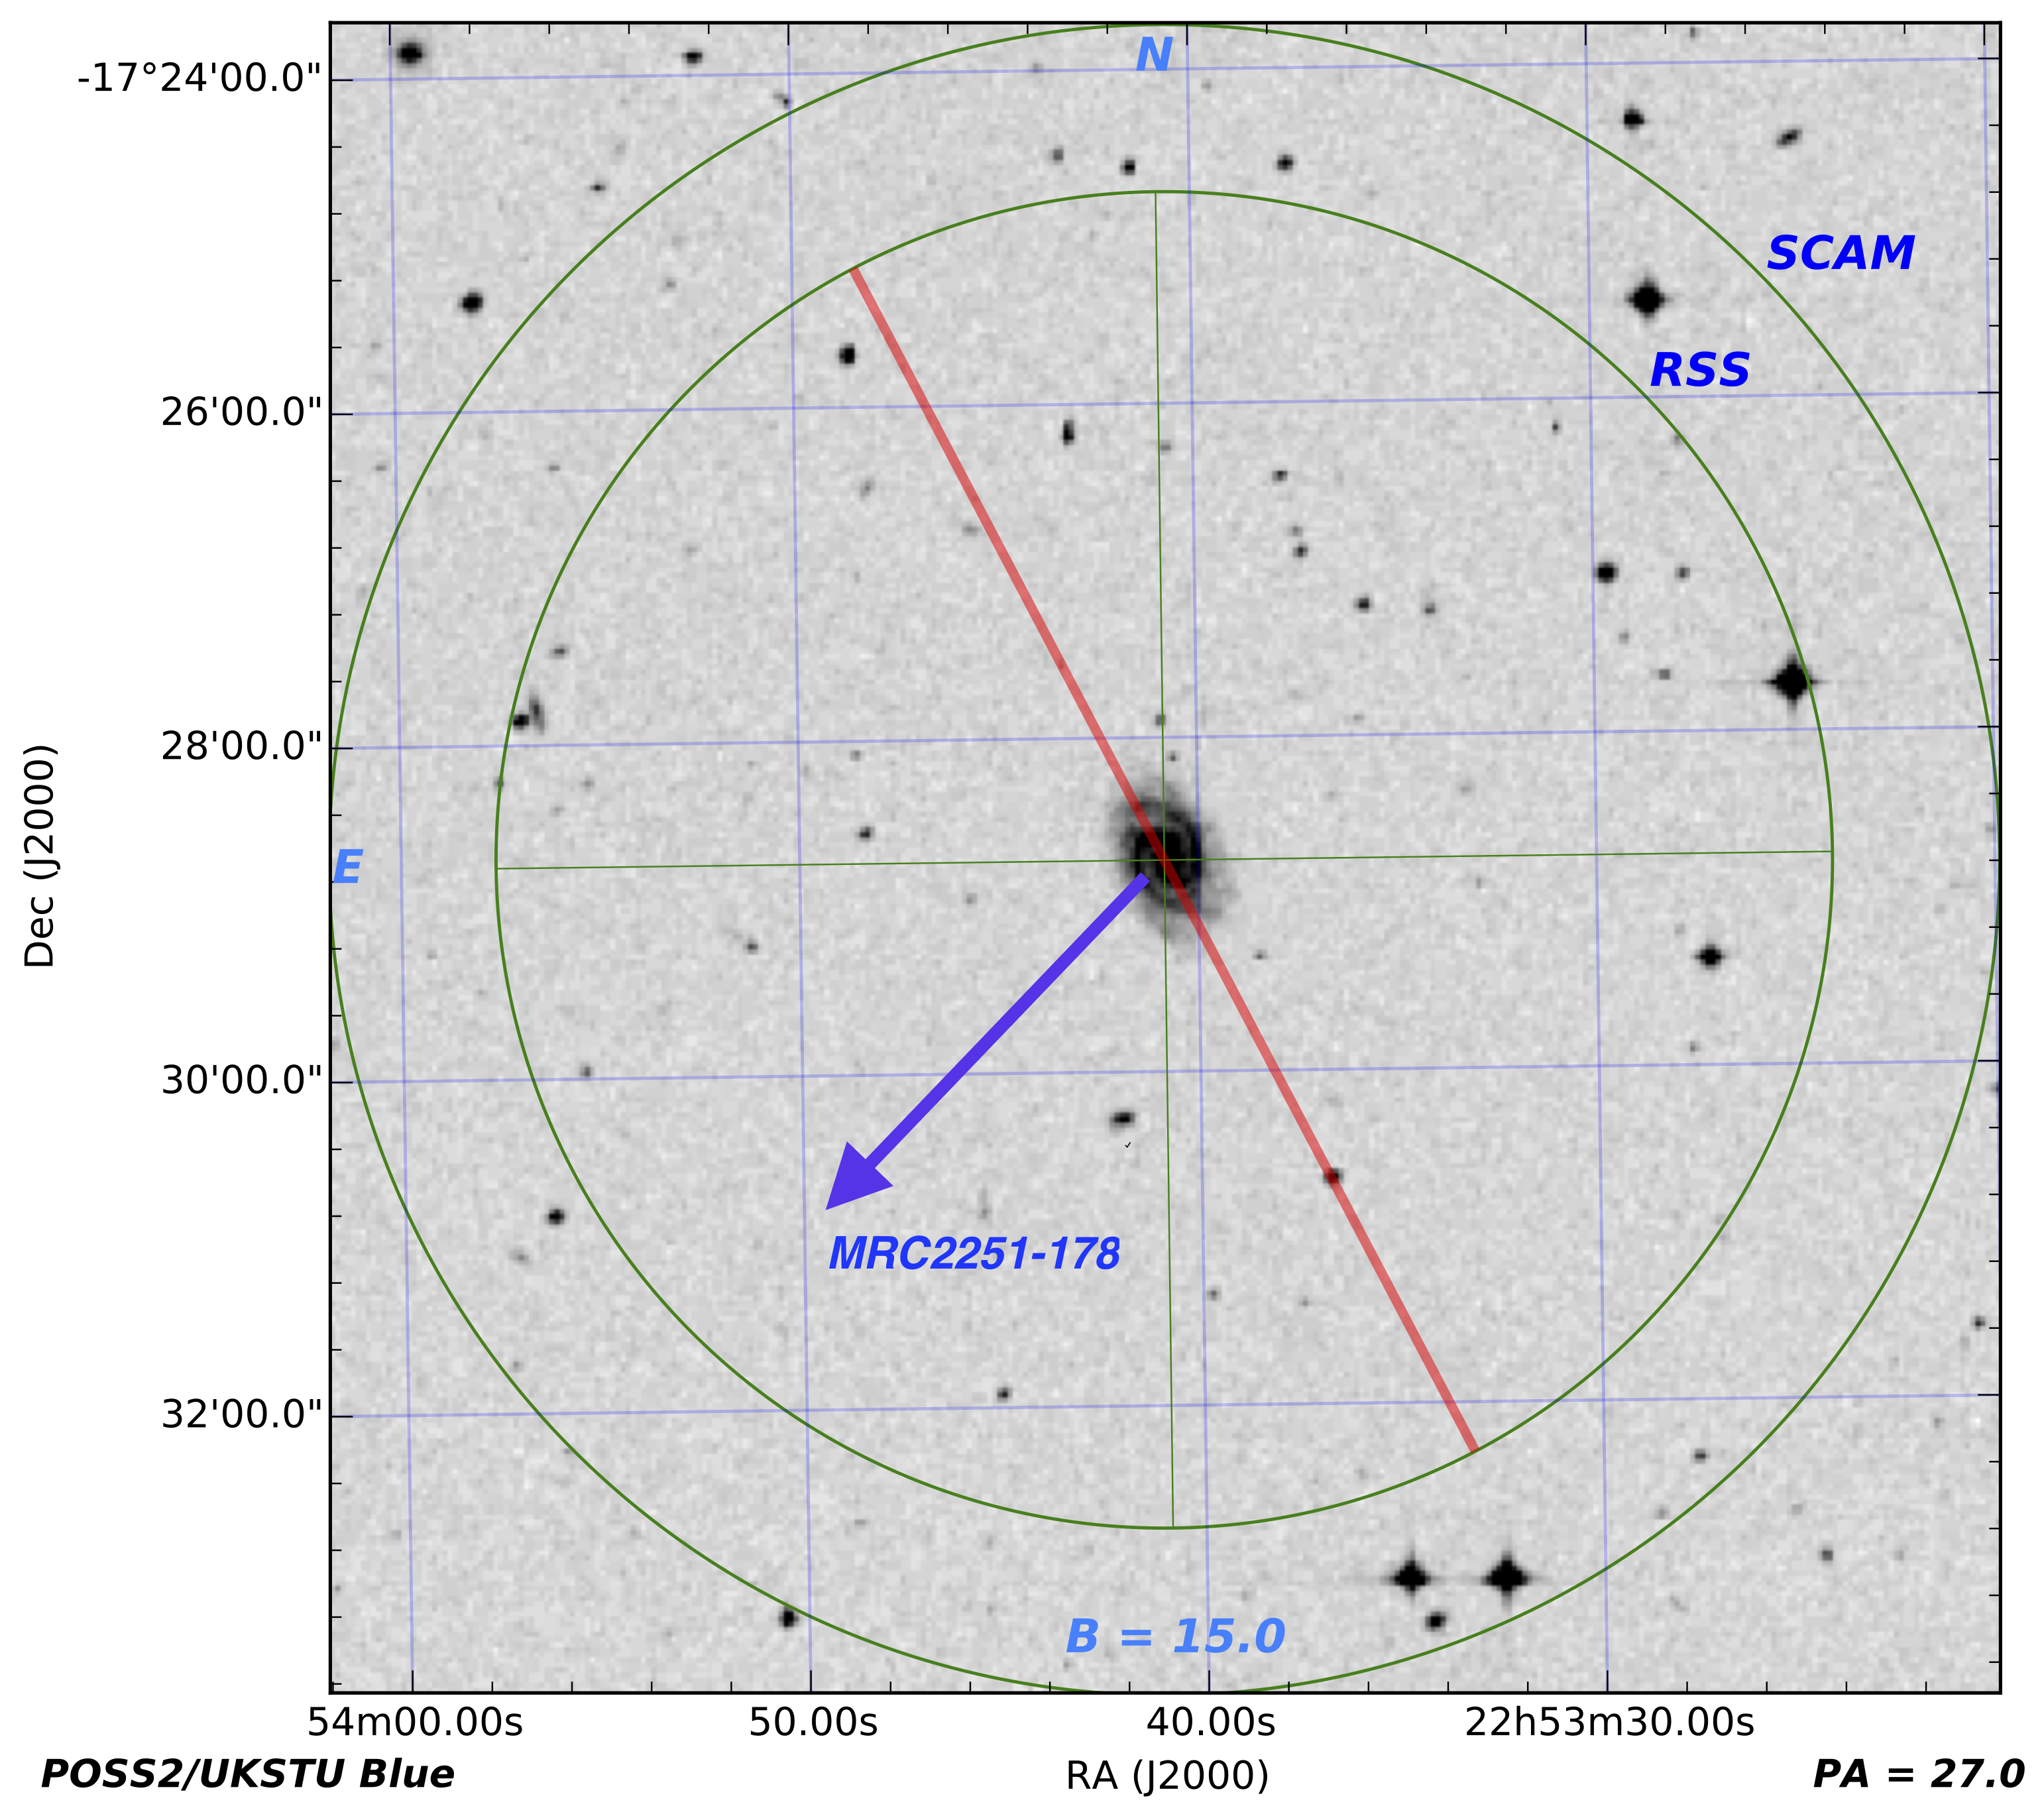 N
-17°24'00.0"
SCAM
RSS
26'00.0"
28'00.0"
E
Dec (J2000)
30'00.0"
MRC2251-178
32'00.0"
B = 15.0
54m00.00s 50.00s 40.00s 22h53m30.00s
POSS2/UKSTU Blue RA (J2000) PA = 27.0